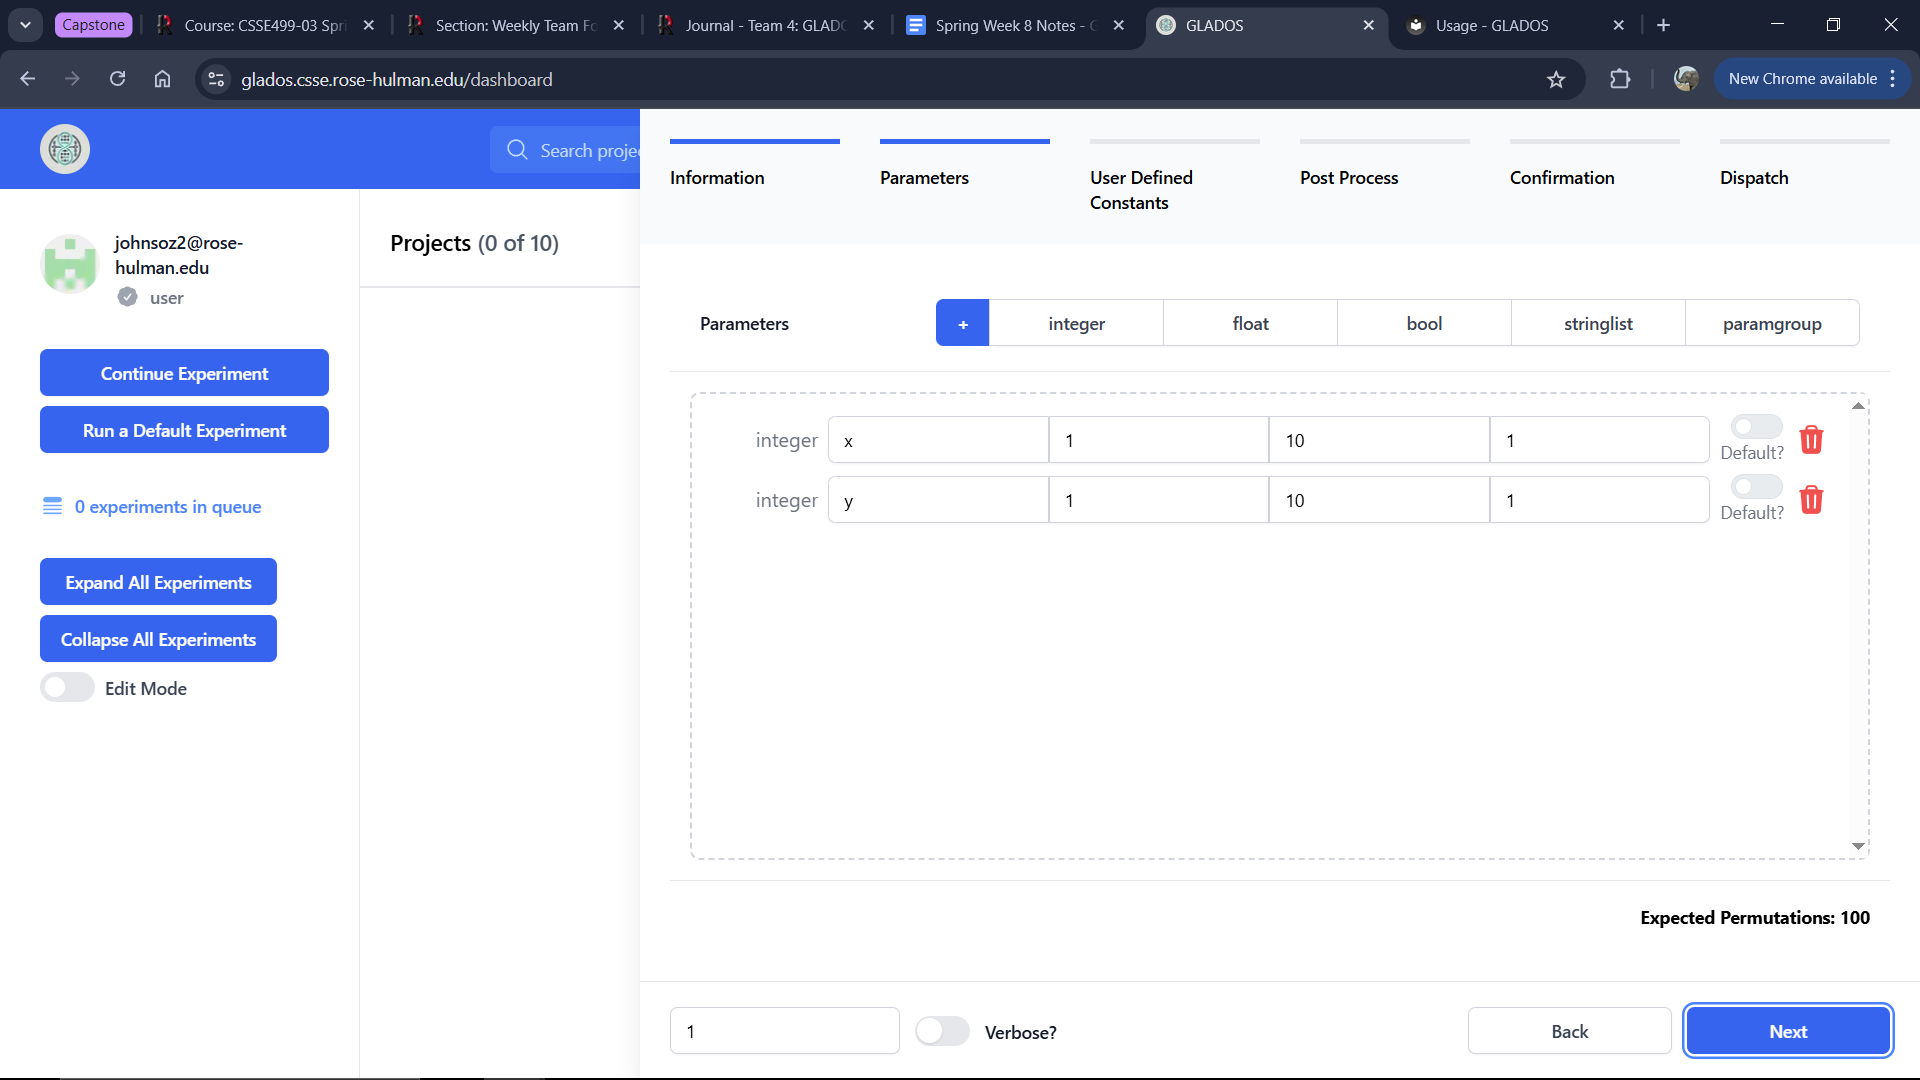 Capstone
Course: CSSE499-03 Spri
Section: Weekly Team Fo
Journal - Team 4: GLADO
Spring Week 8 Notes - G
GLADOS
Usage - GLADOS
glados.csse.rose-hulman.edu/dashboard
New Chrome available
Search projec
Information
Parameters
User Defined
Constants
Post Process
Confirmation
Dispatch
johnsoz2@rose-
hulman.edu
user
Projects (0 of 10)
Continue Experiment
Run a Default Experiment
0 experiments in queue
Expand All Experiments
Collapse All Experiments
Edit Mode
Parameters
+ integer float bool stringlist paramgroup
integer x 1 10 1 Default?
integer y 1 10 1 Default?
Expected Permutations: 100
1 Verbose? Back Next